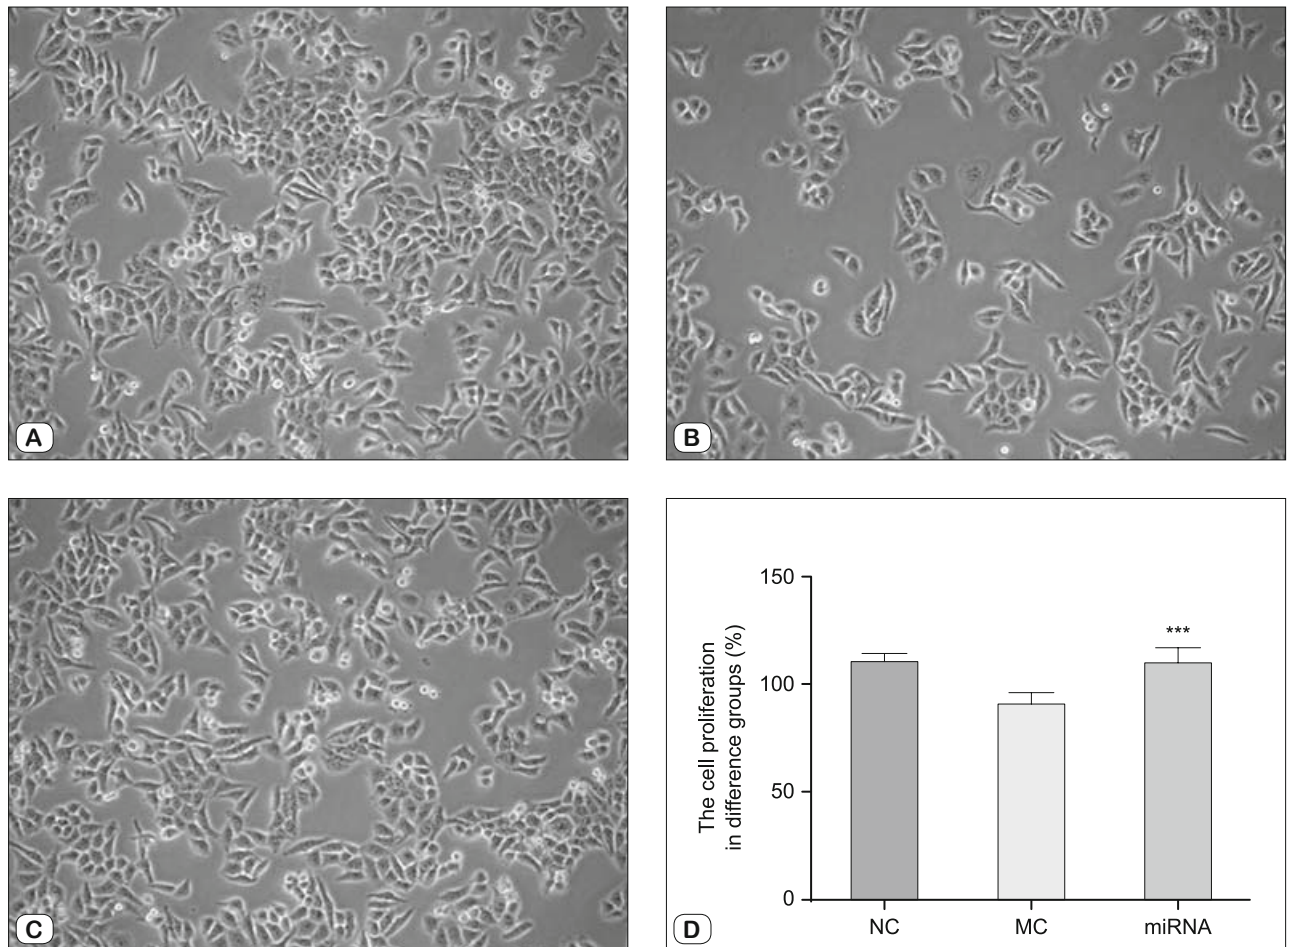 A
B
C
The cell proliferation
in difference groups (%)
150
100
50
0
***
NC
MC
miRNA
D